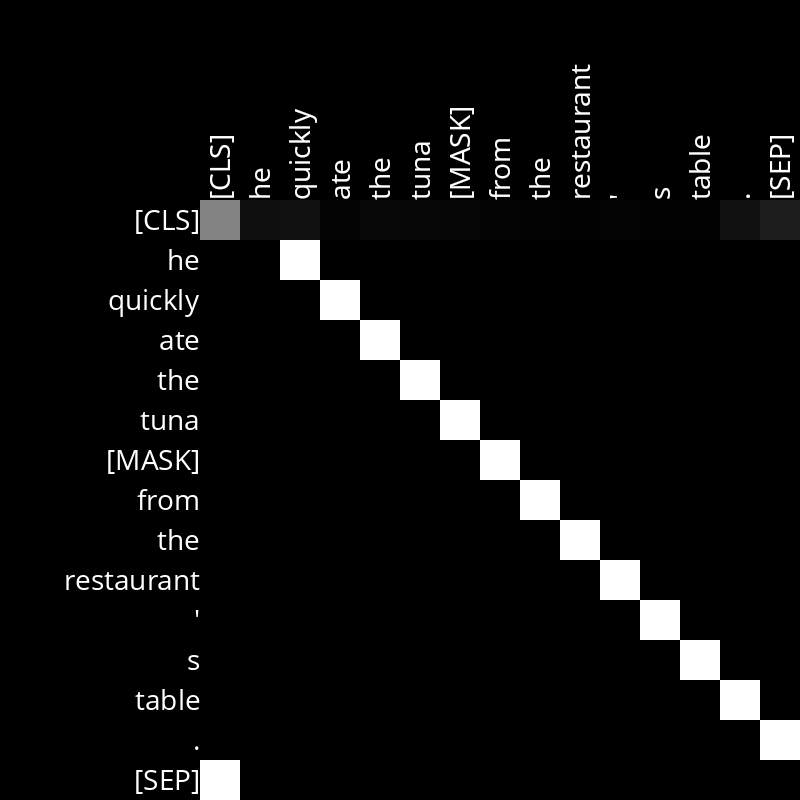 [CLS]
he
quickly
ate
the
tuna
[MASK]
from
the
restaurant
'
s
table
.
[SEP]
[CLS]
he
quickly
ate
the
tuna
[MASK]
from
the
restaurant
'
s
table
.
[SEP]